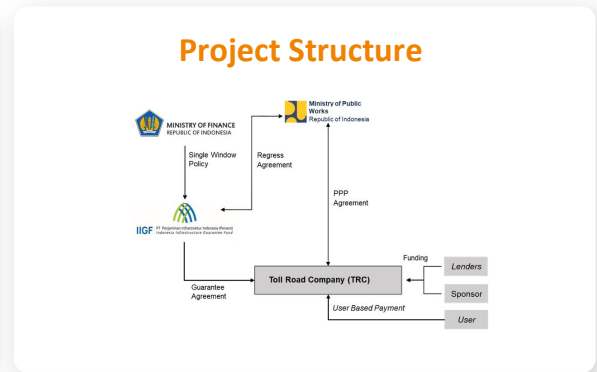 Project Structure
Ministry of Public
Works
Republic of Indonesia
MINISTRY OF FINANCE
REPUBLIC OF INDONESIA
Single Window
Policy
Regress
Agreement
PPP
Agreement
IIGF
PT Penjaminan Infrastruktur Indonesia (Persero)
Indonesia Infrastructure Guarantee Fund
Funding
Lenders
Toll Road Company (TRC)
Sponsor
Guarantee
Agreement
User Based Payment
User